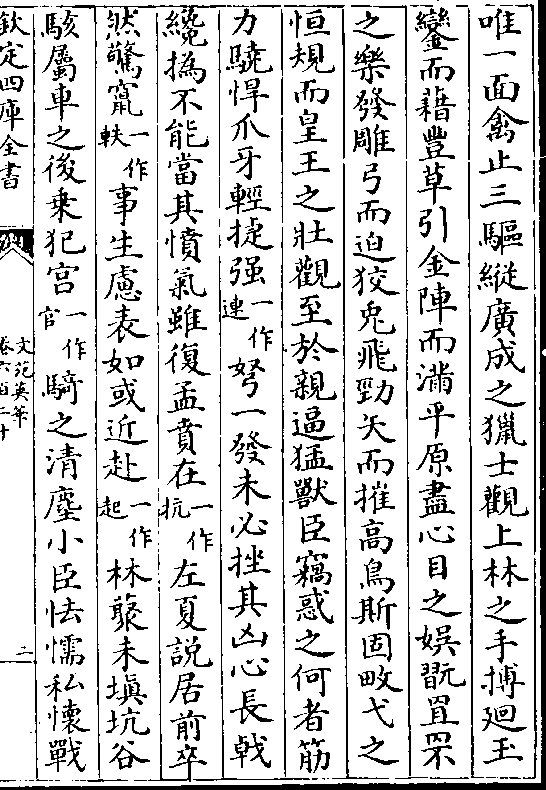 唯一面禽止三驅縱廣成之獵士觀上林之手搏廻玉
鑾而藉豐草引金陣而滿平原盡心目之娯翫罝罘
之樂發雕弓而迫狡兎飛勁矢而摧高鳥斯固畋弋之
恒規而皇王之壯觀至於親逼猛獸臣竊惑之何者筋
力驍悍爪牙輕捷强一作連弩一發未必挫其凶心長戟
纔撝不能當其憤氣雖復孟賁在一作抗左夏説居前卒
然驚竄一作軼事生慮表如或近赴一作起林藂未塡坑谷
駭屬車之後乗犯宫一作官騎之清塵小臣怯懦私懷戰
欽定四庫全書
文苑英華
卷六百二十
二